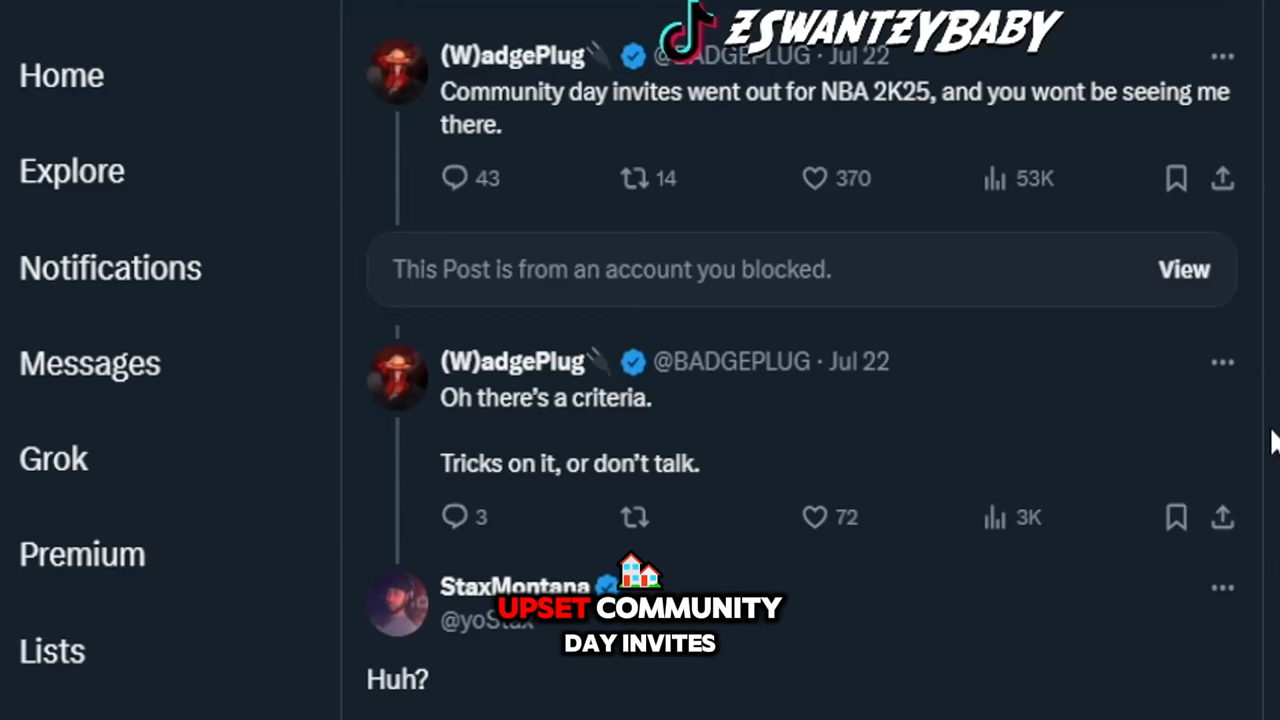 ZSWANTZYBABY
Home
Explore
Notifications
Messages
Grok
Premium
Lists
(W)adgePlug @BADGEPLUG · Jul 22
Community day invites went out for NBA 2K25, and you wont be seeing me
there.
43 14 370 53K
This Post is from an account you blocked. View
(W)adgePlug @BADGEPLUG · Jul 22
Oh there's a criteria.
Tricks on it, or don't talk.
3 72 3K
StaxMontana
@yoStax
UPSET COMMUNITY
DAY INVITES
Huh?